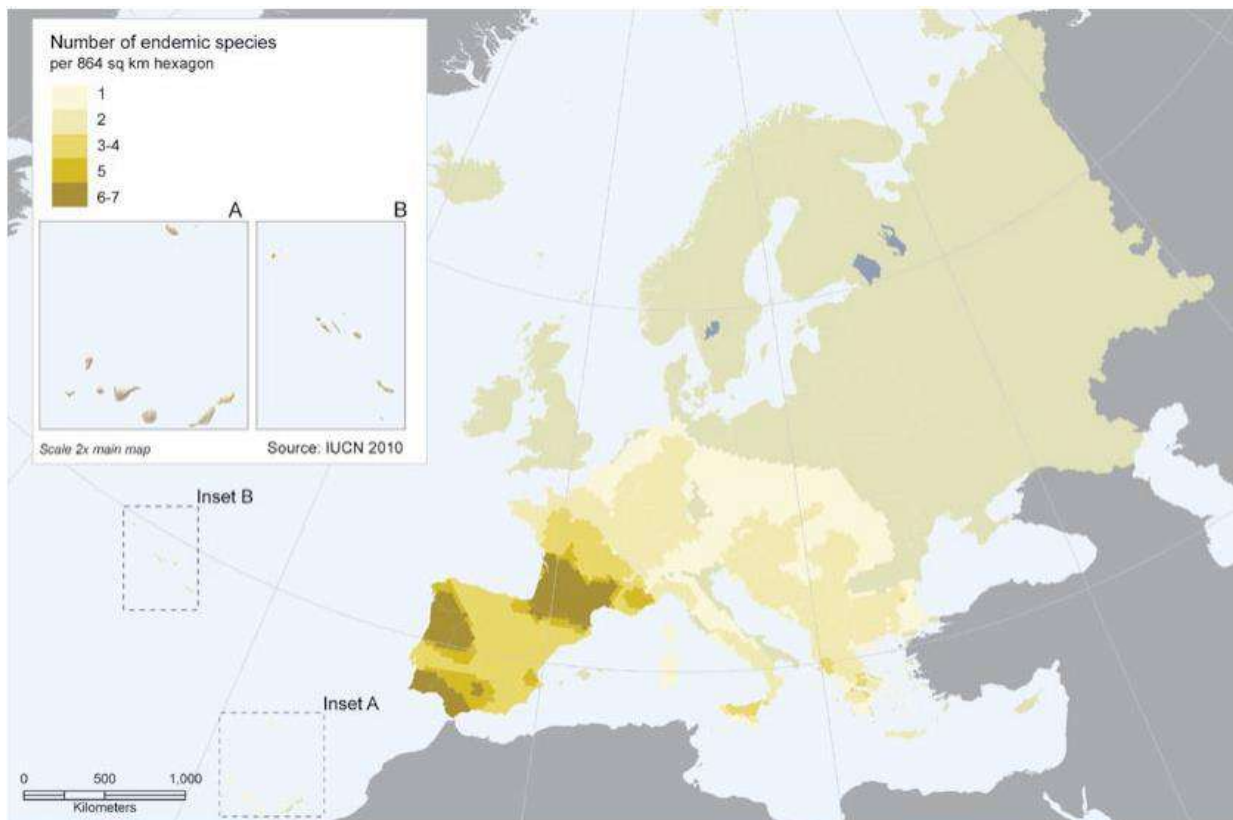 Number of endemic species
per 864 sq km hexagon
1
2
3-4
5
6-7
A
B
Scale 2x main map
Source: IUCN 2010
Inset B
Inset A
0 500 1,000
Kilometers